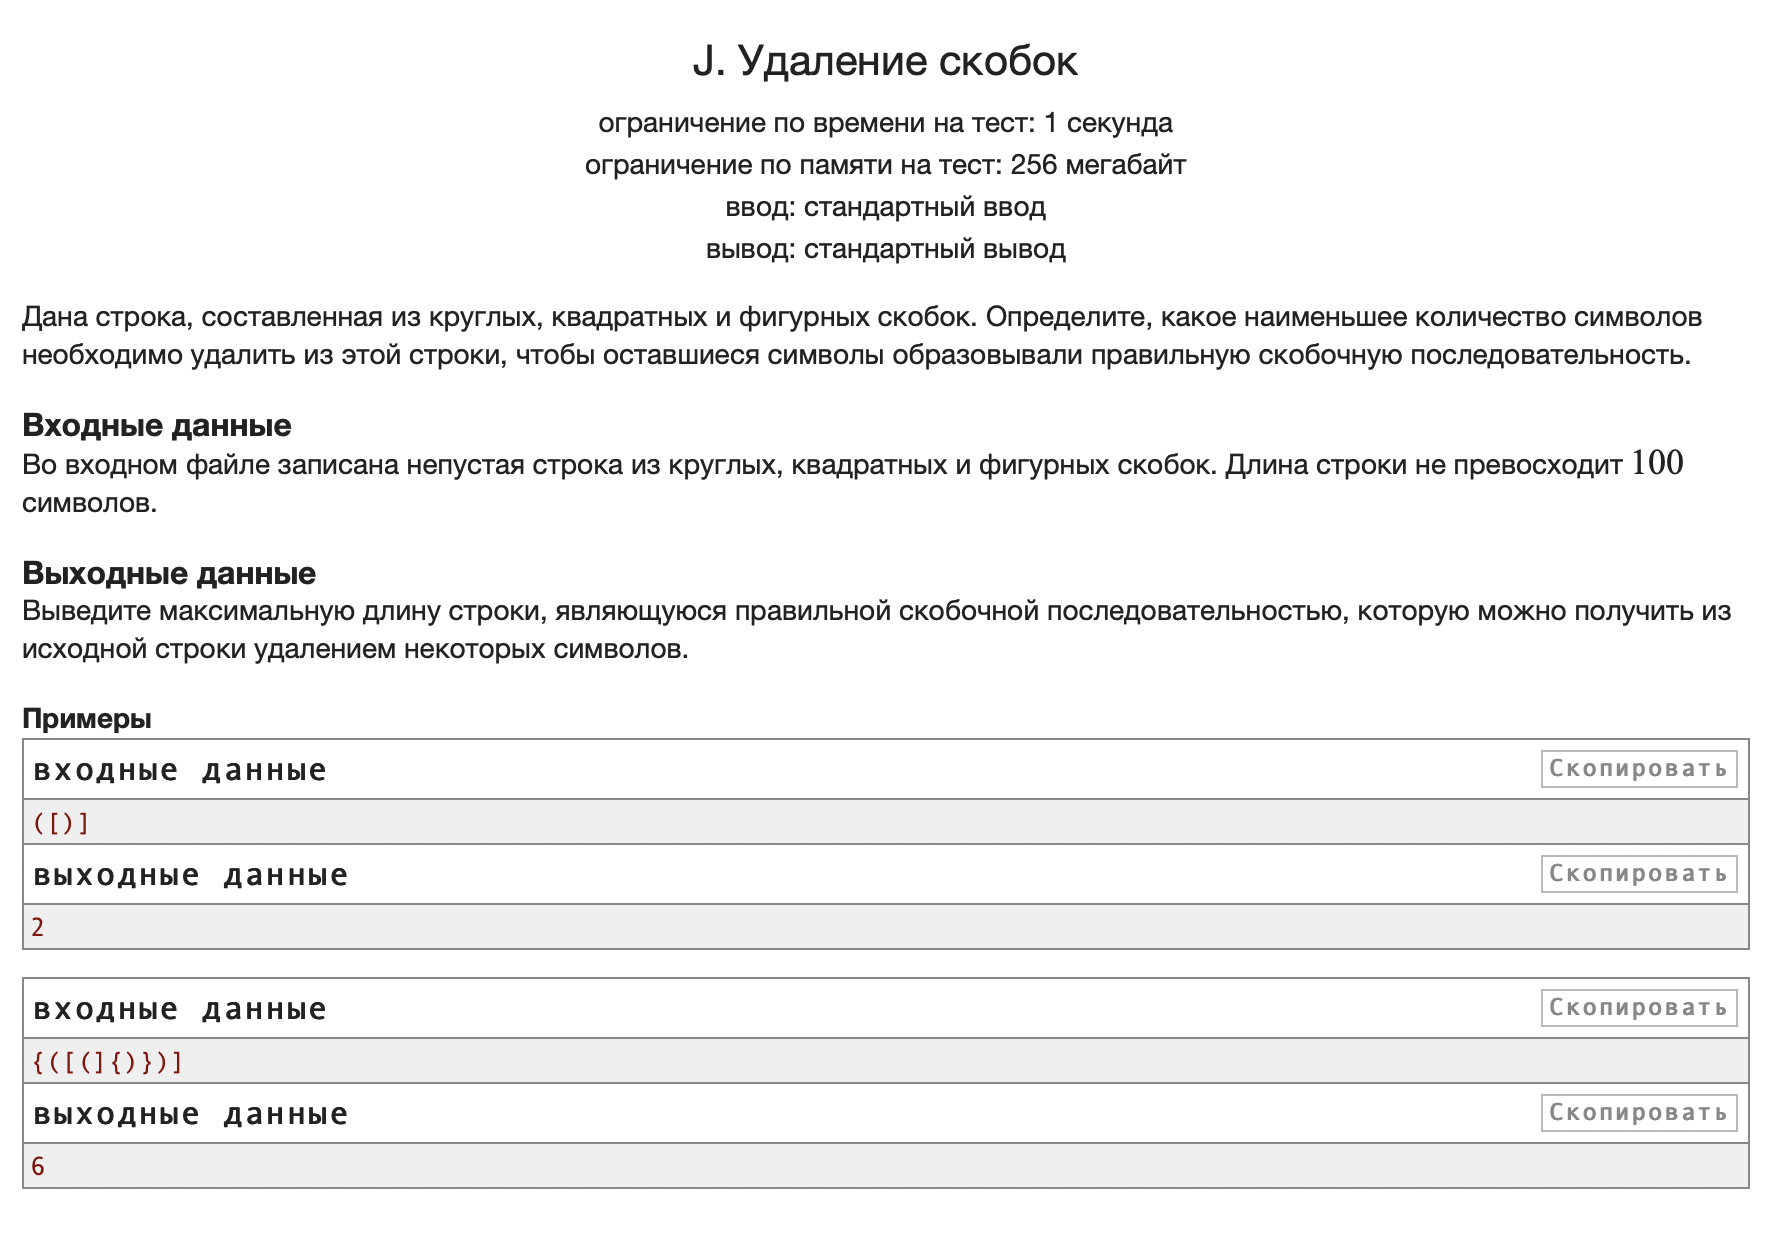 J. Удаление скобок
ограничение по времени на тест: 1 секунда
ограничение по памяти на тест: 256 мегабайт
ввод: стандартный ввод
вывод: стандартный вывод
Дана строка, составленная из круглых, квадратных и фигурных скобок. Определите, какое наименьшее количество символов
необходимо удалить из этой строки, чтобы оставшиеся символы образовывали правильную скобочную последовательность.
Входные данные
Во входном файле записана непустая строка из круглых, квадратных и фигурных скобок. Длина строки не превосходит 100
символов.
Выходные данные
Выведите максимальную длину строки, являющуюся правильной скобочной последовательностью, которую можно получить из
исходной строки удалением некоторых символов.
Примеры
входные данные Скопировать
([)]
выходные данные Скопировать
2
входные данные Скопировать
{([(]{)})]
выходные данные Скопировать
6